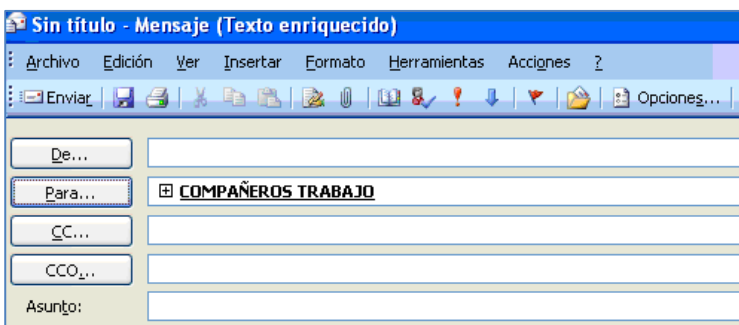 Sin título - Mensaje (Texto enriquecido)
Archivo Edición Ver Insertar Formato Herramientas Acciones ?
Enviar Opciones...
De...
Para... COMPAÑEROS TRABAJO
CC...
CCO...
Asunto: